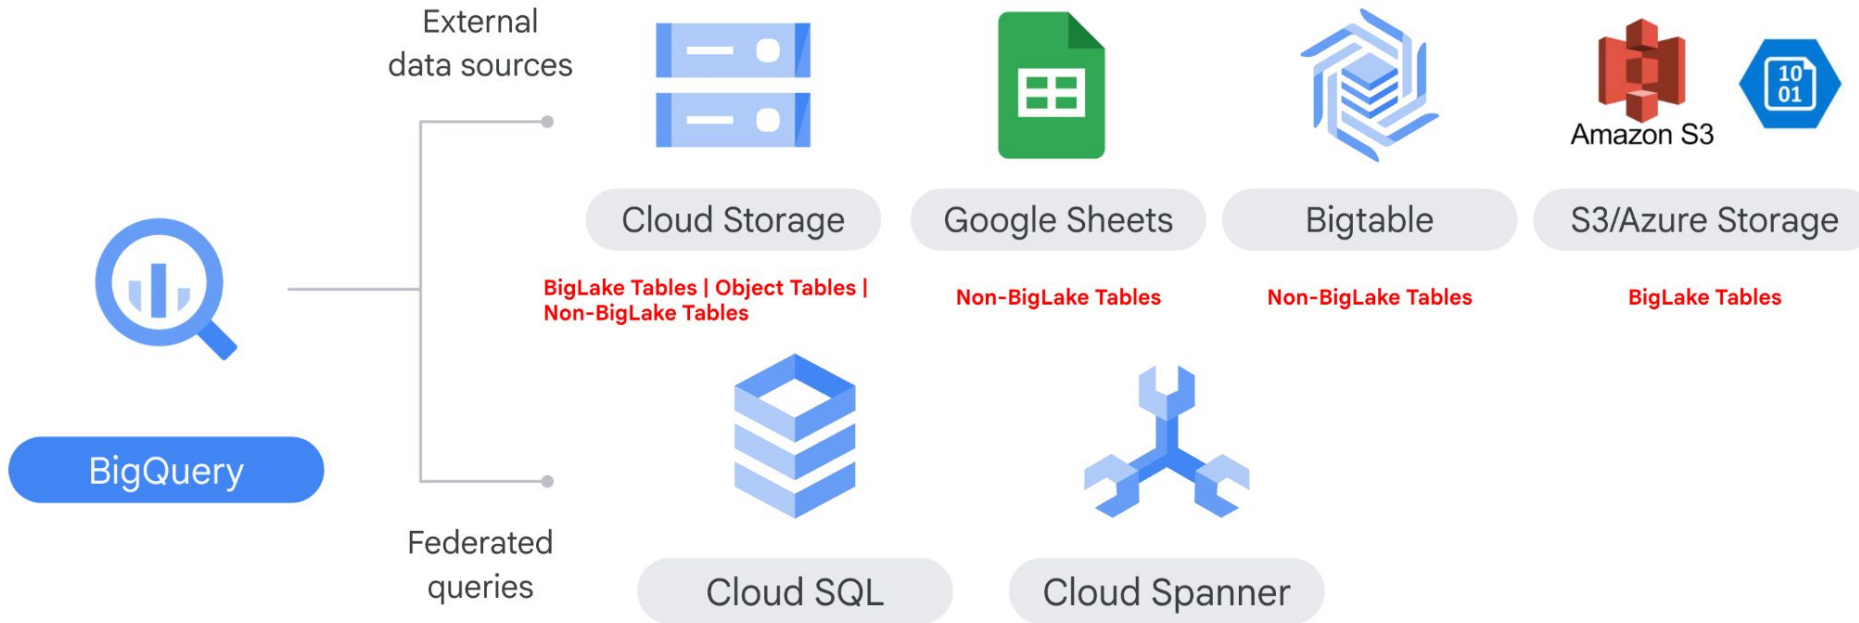 External
data sources
10
01
Amazon S3
Cloud Storage
Google Sheets
Bigtable
S3/Azure Storage
BigLake Tables | Object Tables |
Non-BigLake Tables
Non-BigLake Tables
Non-BigLake Tables
BigLake Tables
BigQuery
Federated
queries
Cloud SQL
Cloud Spanner